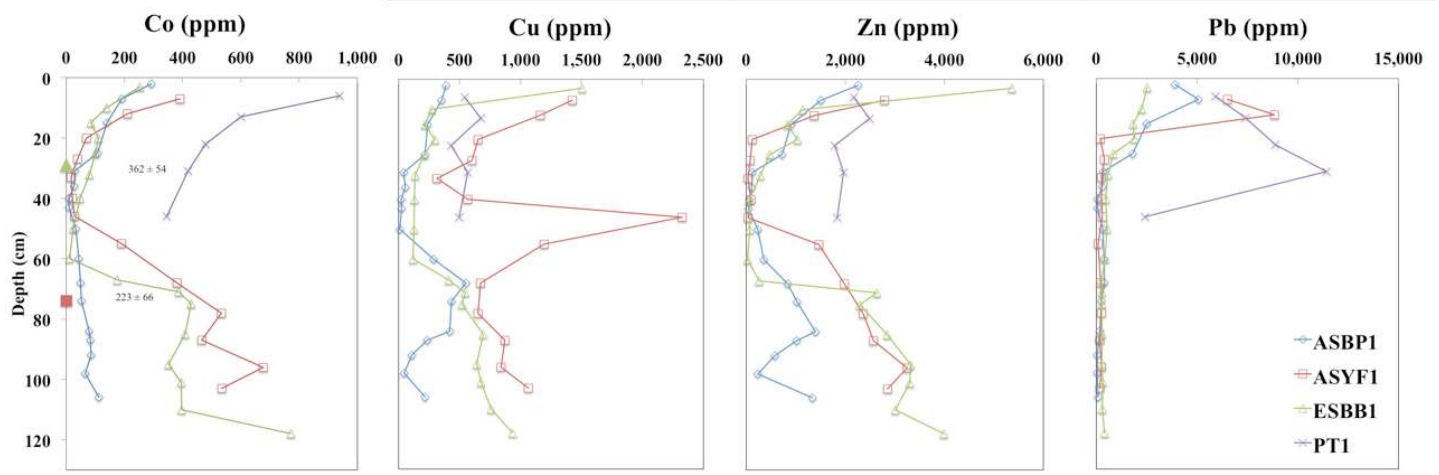 Co (ppm)
Cu (ppm)
Zn (ppm)
Pb (ppm)
0 200 400 600 800 1,000
0 500 1,000 1,500 2,000 2,500
0 2,000 4,000 6,000
0 5,000 10,000 15,000
0
20
40
60
80
100
120
Depth (cm)
362 ± 54
223 ± 66
ASBP1
ASYF1
ESBB1
PT1